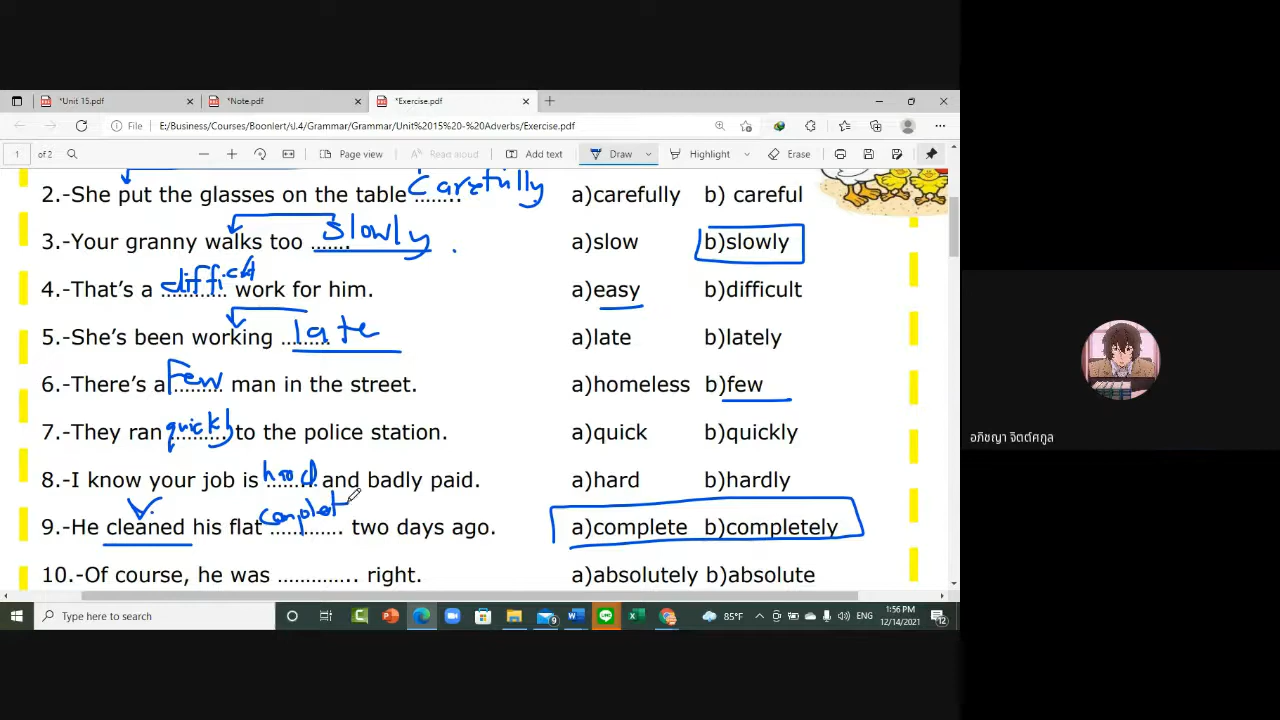 *Unit 15.pdf *Note.pdf *Exercise.pdf
File E:/Business/Courses/Boonlert/ป.4/Grammar/Grammar/Unit%2015%20-%20Adverbs/Exercise.pdf
1 of 2 Page view Read aloud Add text Draw Highlight Erase
2.-She put the glasses on the table carefully ........ a)carefully b) careful
3.-Your granny walks too slowly ....... . a)slow b)slowly
4.-That's a ............ work for him. a)easy b)difficult
5.-She's been working late ......... a)late b)lately
6.-There's a Few ......... man in the street. a)homeless b)few
7.-They ran quickly .......... to the police station. a)quick b)quickly
8.-I know your job is ......... and badly paid. a)hard b)hardly
9.-He cleaned his flat complet ............. two days ago. a)complete b)completely
10.-Of course, he was .............. right. a)absolutely b)absolute
อภิชญา จิตต์ศกูล
Type here to search 9 85°F ENG 1:56 PM 12/14/2021 12